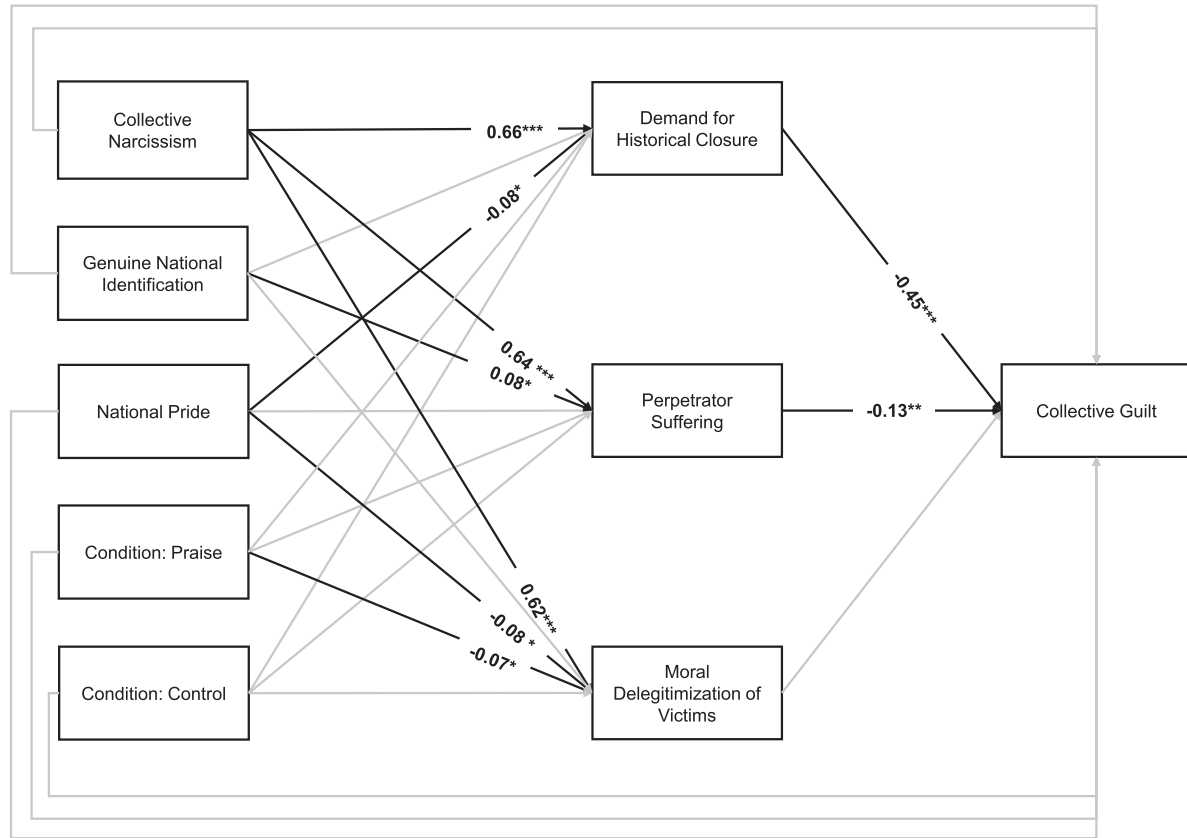 Collective
Narcissism
Genuine National
Identification
National Pride
Condition: Praise
Condition: Control
0.66***
-0.08*
0.64 ***
0.08*
0.62***
-0.08 *
-0.07*
Demand for
Historical Closure
Perpetrator
Suffering
Moral
Delegitimization of
Victims
-0.45***
-0.13**
Collective Guilt